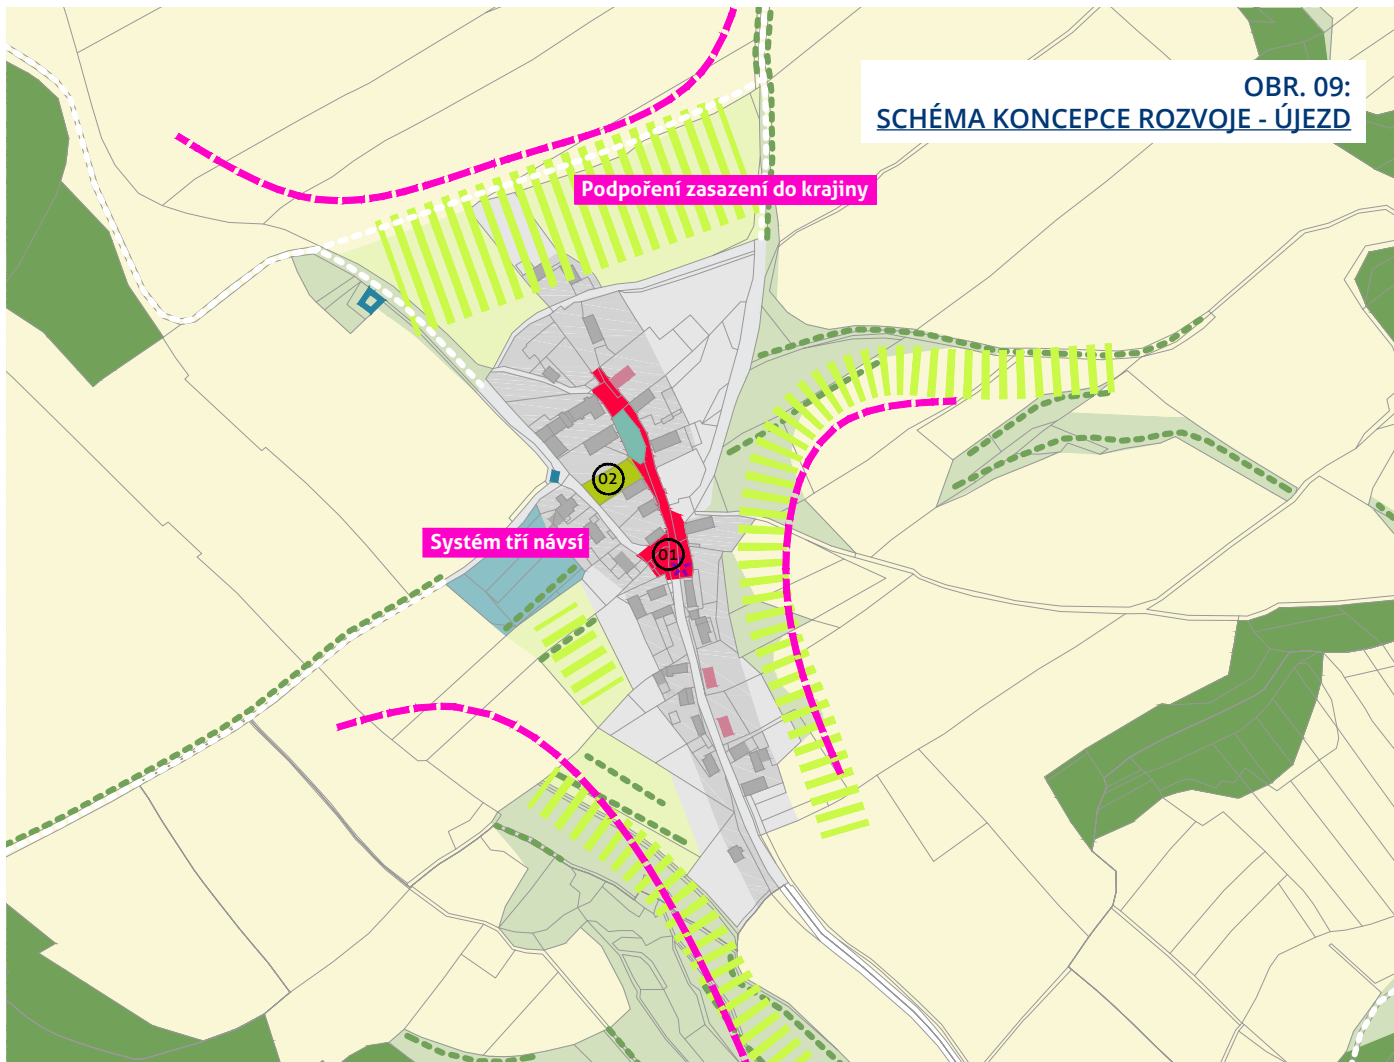 OBR. 09:
SCHÉMA KONCEPCE ROZVOJE - ÚJEZD
Podpoření zasazení do krajiny
02
Systém tří návsí
01